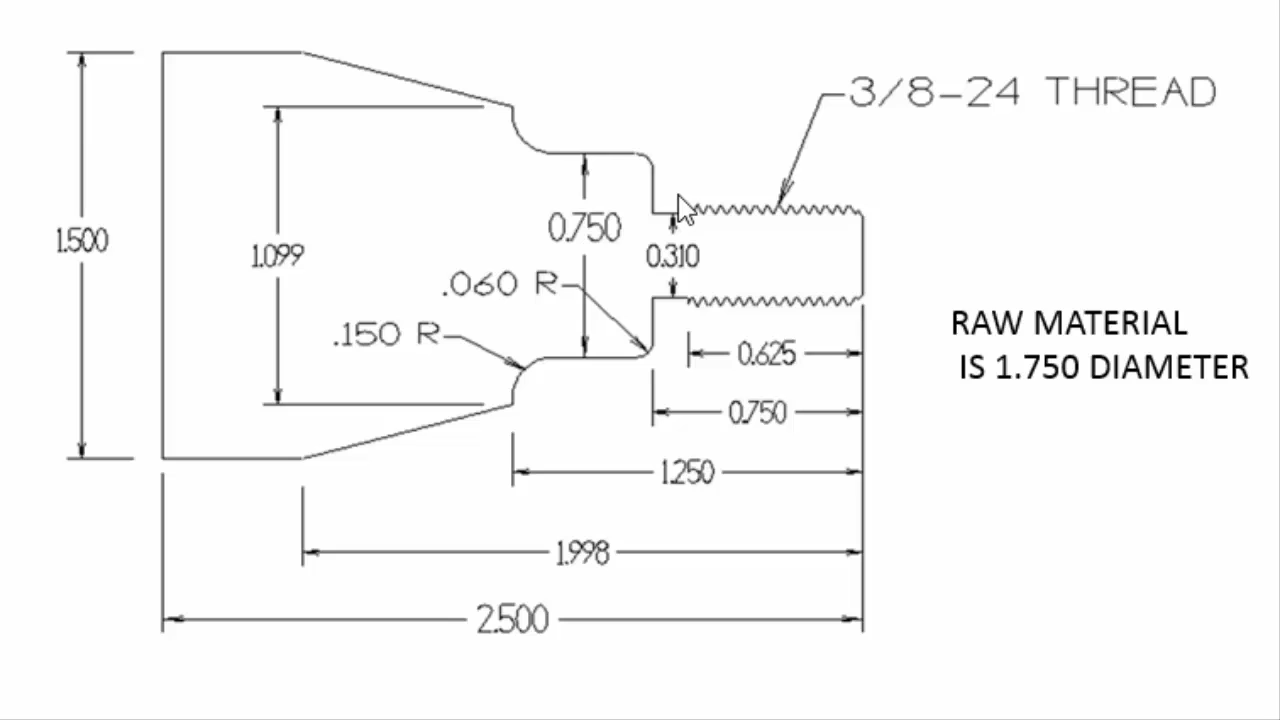 3/8-24 THREAD
1.500
1.099
0.750
0.310
.060 R
.150 R
RAW MATERIAL
IS 1.750 DIAMETER
0.625
0.750
1.250
1.998
2.500